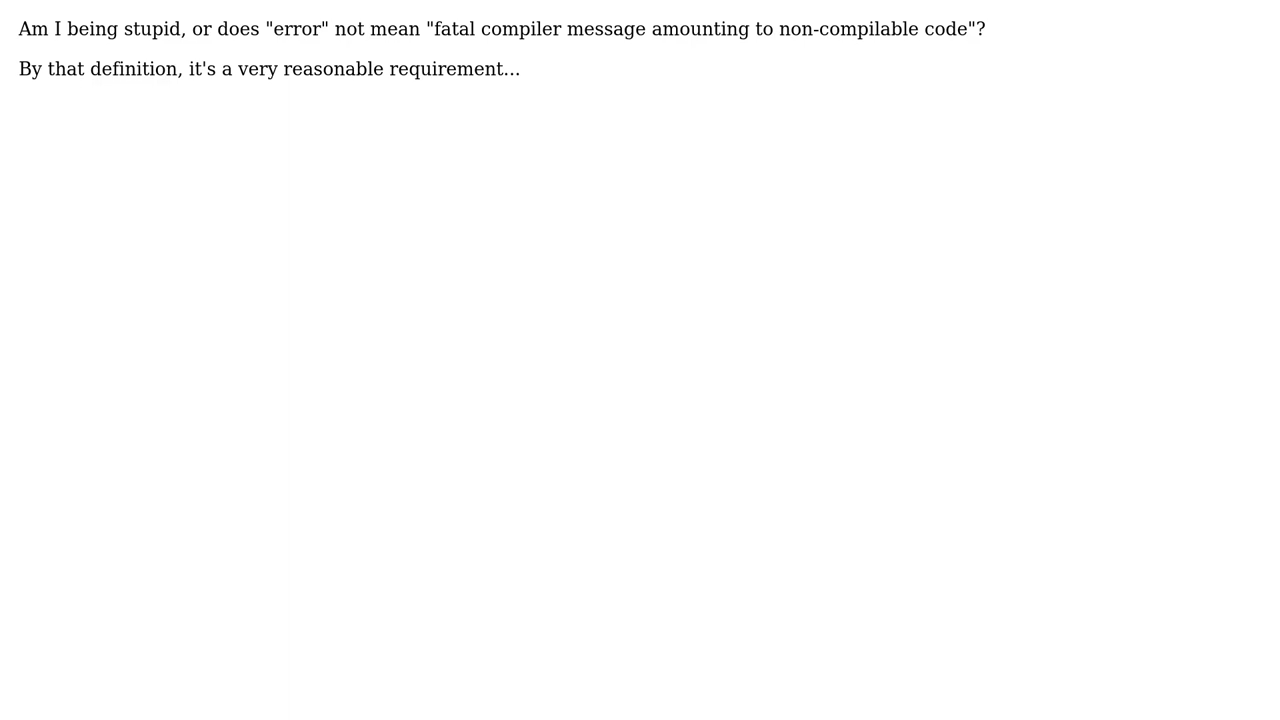 Am I being stupid, or does "error" not mean "fatal compiler message amounting to non-compilable code"?
By that definition, it's a very reasonable requirement...